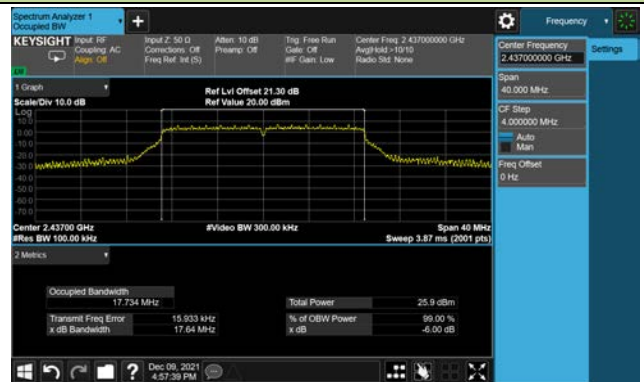 Spectrum Analyzer 1
Occupied BW
Frequency
KEYSIGHT
Input: RF
Coupling: AC
Align: Off
Input Z: 50 Ω
Corrections: Off
Freq Ref: Int (S)
Atten: 10 dB
Preamp: Off
Trig: Free Run
Gate: Off
#IF Gain: Low
Center Freq: 2.437000000 GHz
Avg|Hold:>10/10
Radio Std: None
Center Frequency
2.437000000 GHz
Settings
Span
40.000 MHz
CF Step
4.000000 MHz
Auto
Man
Freq Offset
0 Hz
1 Graph
Scale/Div 10.0 dB
Ref Lvl Offset 21.30 dB
Ref Value 20.00 dBm
Log
10.0
0.00
-10.0
-20.0
-30.0
-40.0
-50.0
-60.0
-70.0
Center 2.43700 GHz
#Res BW 100.00 kHz
#Video BW 300.00 kHz
Span 40 MHz
Sweep 3.87 ms (2001 pts)
2 Metrics
Occupied Bandwidth
17.734 MHz
Total Power 25.9 dBm
Transmit Freq Error 15.933 kHz
% of OBW Power 99.00 %
x dB Bandwidth 17.64 MHz
x dB -6.00 dB
Dec 09, 2021
4:57:39 PM